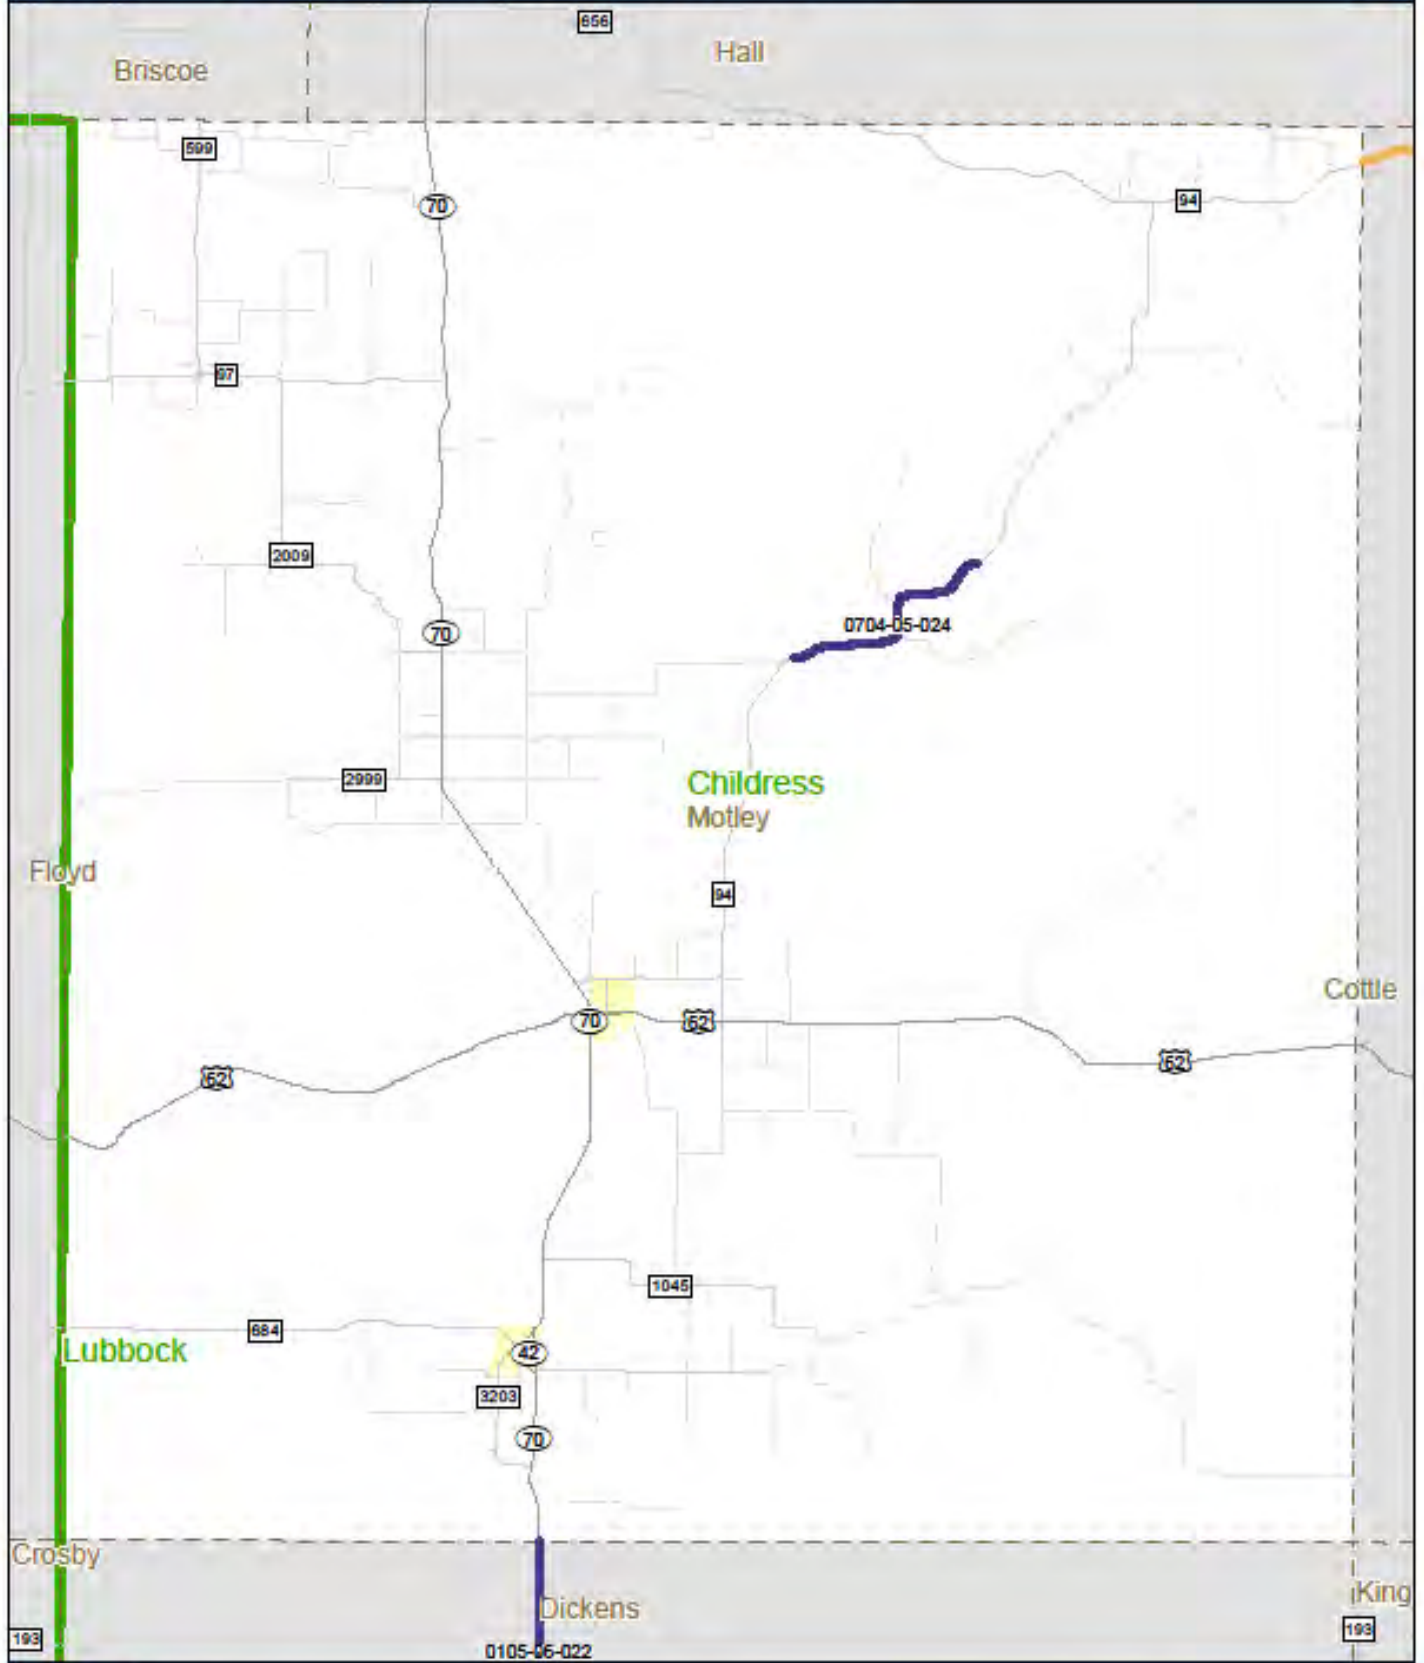 656
Hall
Briscoe
599
70
94
97
2009
70
0704-05-024
2999
Childress
Motley
Floyd
94
Cottle
70
62
62
62
1045
684
Lubbock
42
3203
70
Crosby
King
Dickens
193
193
0105-06-022